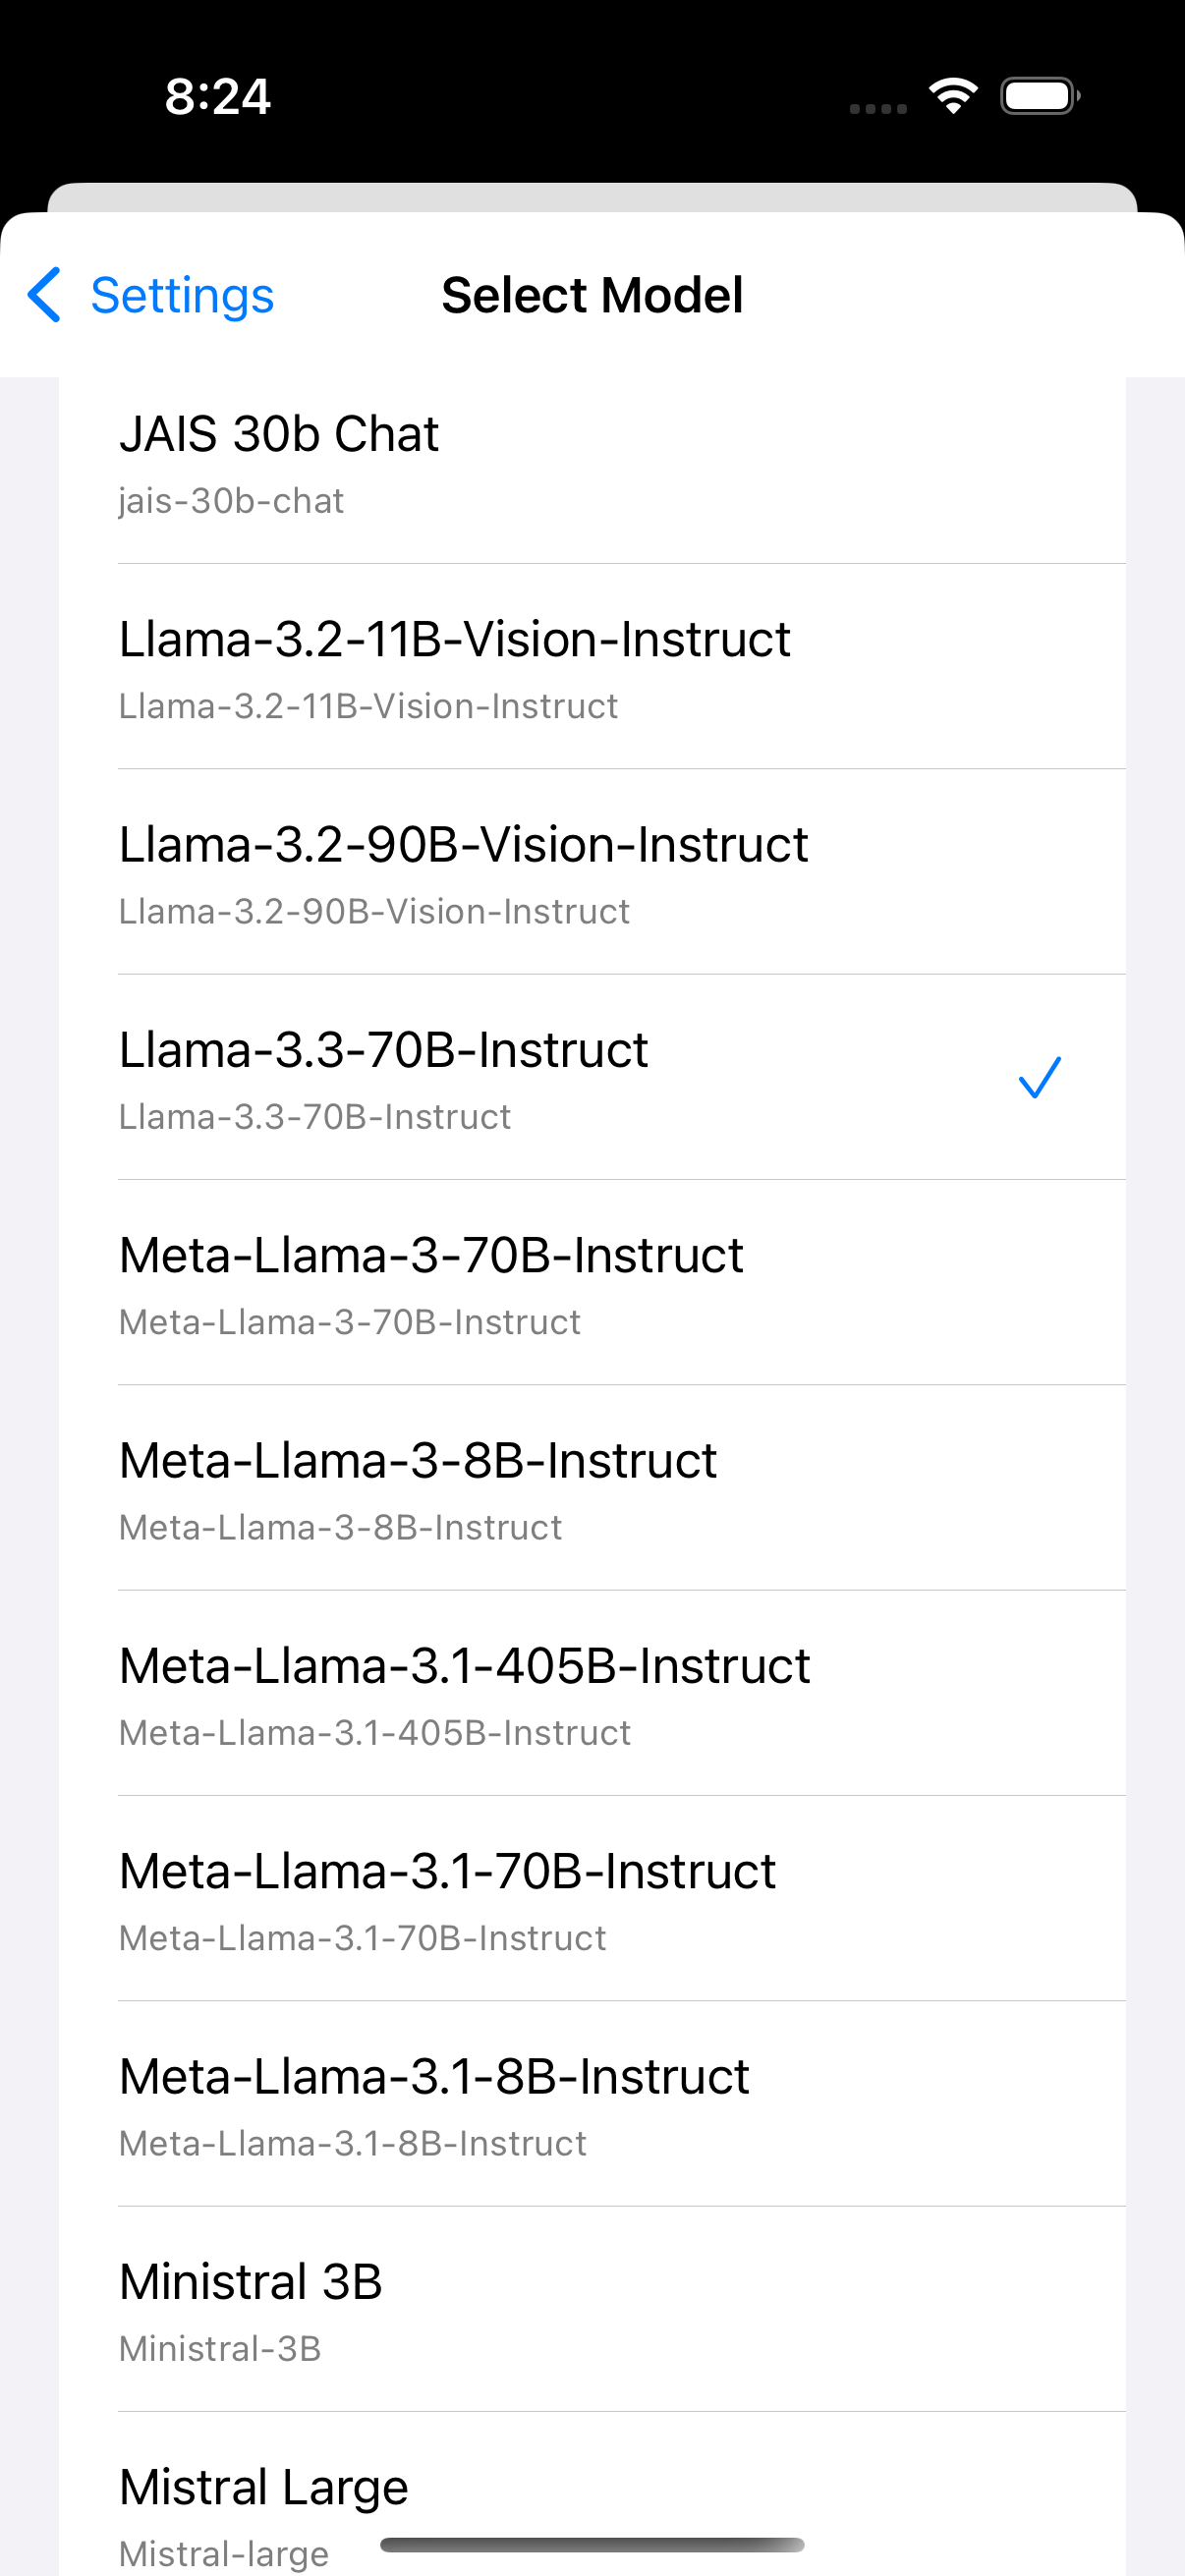 8:24
Settings
Select Model
JAIS 30b Chat
jais-30b-chat
Llama-3.2-11B-Vision-Instruct
Llama-3.2-11B-Vision-Instruct
Llama-3.2-90B-Vision-Instruct
Llama-3.2-90B-Vision-Instruct
Llama-3.3-70B-Instruct
Llama-3.3-70B-Instruct
Meta-Llama-3-70B-Instruct
Meta-Llama-3-70B-Instruct
Meta-Llama-3-8B-Instruct
Meta-Llama-3-8B-Instruct
Meta-Llama-3.1-405B-Instruct
Meta-Llama-3.1-405B-Instruct
Meta-Llama-3.1-70B-Instruct
Meta-Llama-3.1-70B-Instruct
Meta-Llama-3.1-8B-Instruct
Meta-Llama-3.1-8B-Instruct
Ministral 3B
Ministral-3B
Mistral Large
Mistral-large